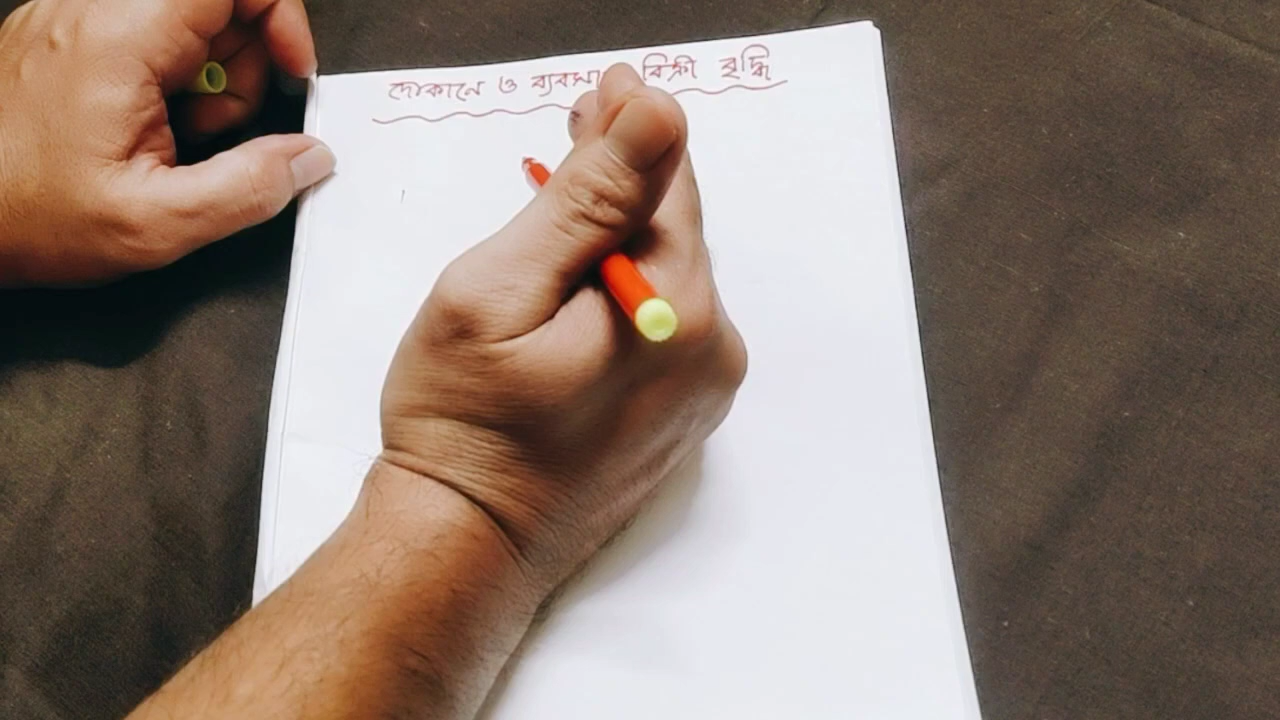 দোকানে ও ব্যবসা বিক্রী বৃদ্ধি